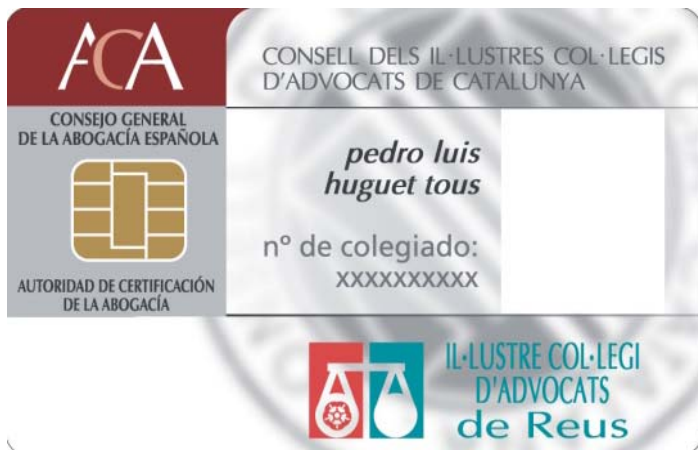 ACA
CONSELL DELS IL·LUSTRES COL·LEGIS
D'ADVOCATS DE CATALUNYA
CONSEJO GENERAL
DE LA ABOGACÍA ESPAÑOLA
pedro luis
huguet tous
nº de colegiado:
xxxxxxxxxx
AUTORIDAD DE CERTIFICACIÓN
DE LA ABOGACÍA
IL·LUSTRE COL·LEGI
D'ADVOCATS
de Reus